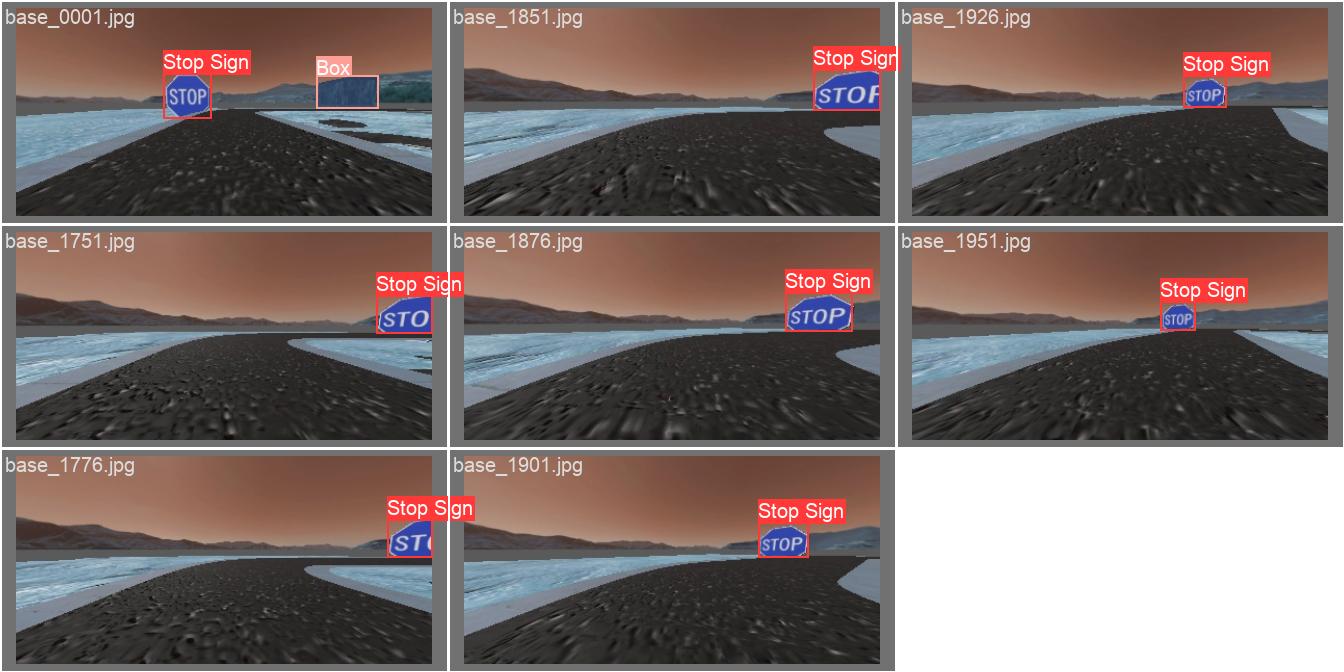 base_0001.jpg
Stop Sign
Box
STOP
base_1851.jpg
Stop Sign
STOP
base_1926.jpg
Stop Sign
STOP
base_1751.jpg
Stop Sign
STO
base_1876.jpg
Stop Sign
STOP
base_1951.jpg
Stop Sign
STOP
base_1776.jpg
Stop Sign
ST
base_1901.jpg
Stop Sign
STOP